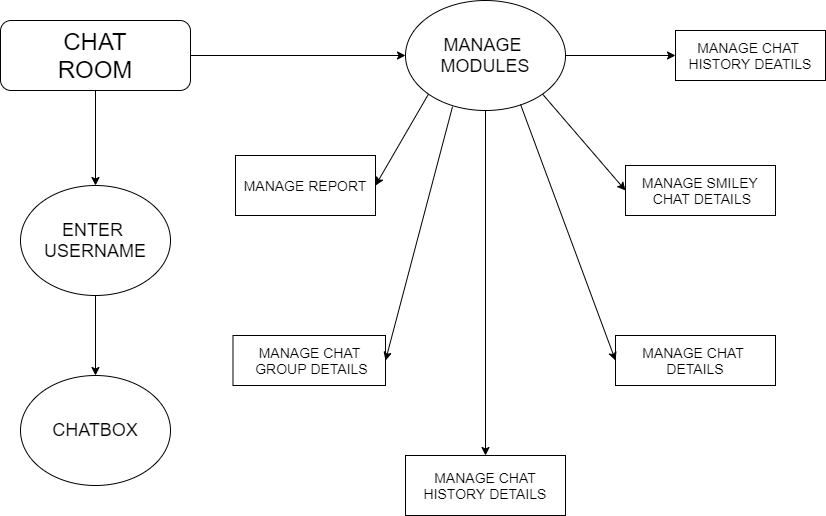 CHAT
ROOM
MANAGE
MODULES
MANAGE CHAT
HISTORY DEATILS
MANAGE REPORT
MANAGE SMILEY
CHAT DETAILS
ENTER
USERNAME
MANAGE CHAT
GROUP DETAILS
MANAGE CHAT
DETAILS
CHATBOX
MANAGE CHAT
HISTORY DETAILS